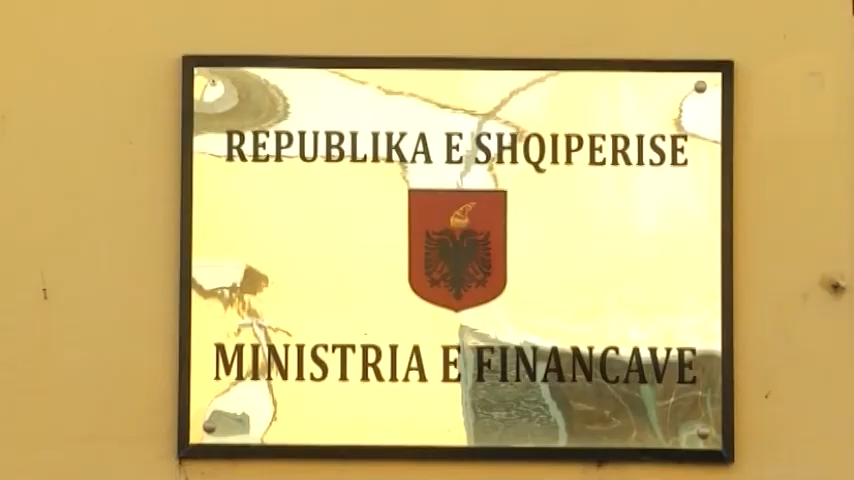 REPUBLIKA E SHQIPERISE
MINISTRIA E FINANCAVE